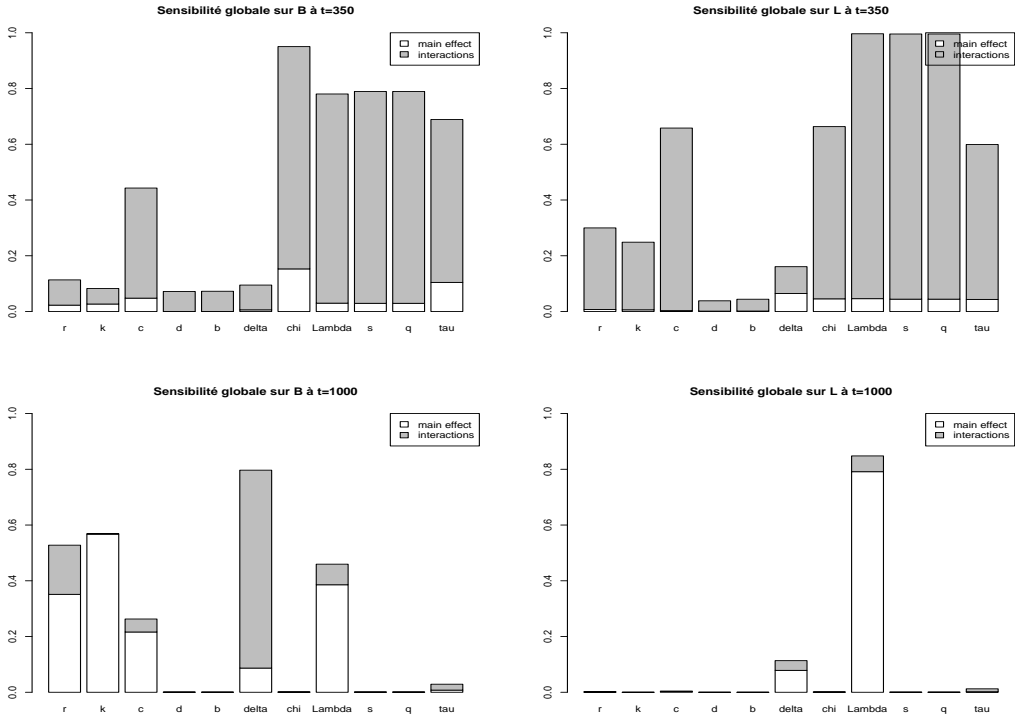 Sensibilité globale sur B à t=350
main effect
interactions
0.0 0.2 0.4 0.6 0.8 1.0
r k c d b delta chi Lambda s q tau
Sensibilité globale sur L à t=350
main effect
interactions
0.0 0.2 0.4 0.6 0.8 1.0
r k c d b delta chi Lambda s q tau
Sensibilité globale sur B à t=1000
main effect
interactions
0.0 0.2 0.4 0.6 0.8 1.0
r k c d b delta chi Lambda s q tau
Sensibilité globale sur L à t=1000
main effect
interactions
0.0 0.2 0.4 0.6 0.8 1.0
r k c d b delta chi Lambda s q tau